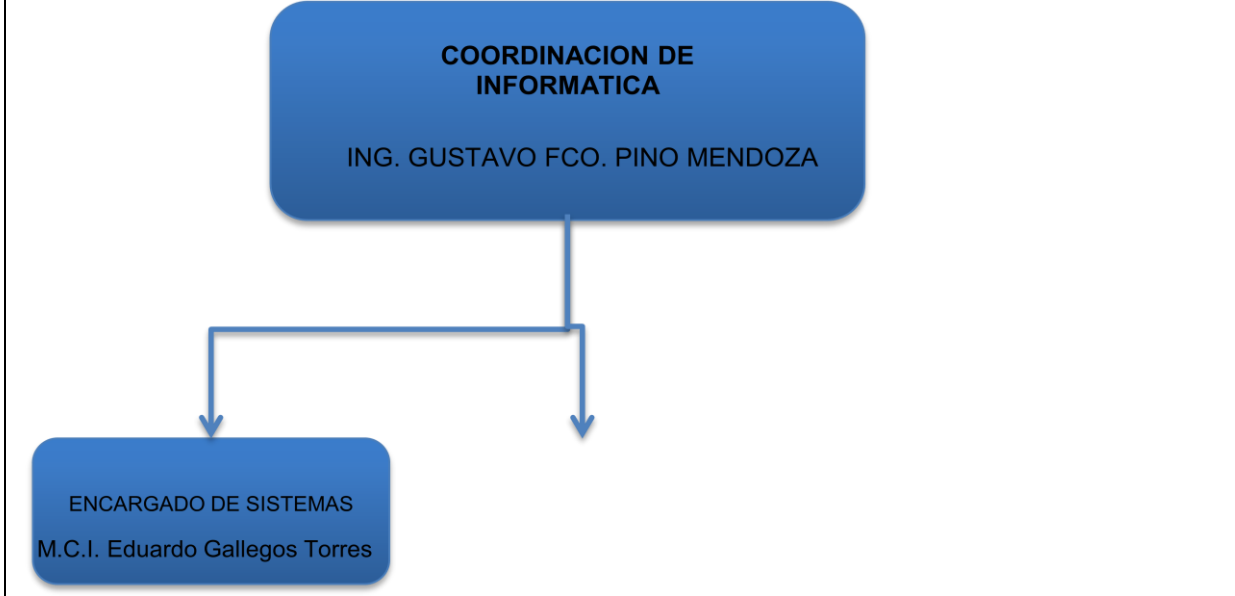 COORDINACION DE
INFORMATICA
ING. GUSTAVO FCO. PINO MENDOZA
ENCARGADO DE SISTEMAS
M.C.I. Eduardo Gallegos Torres